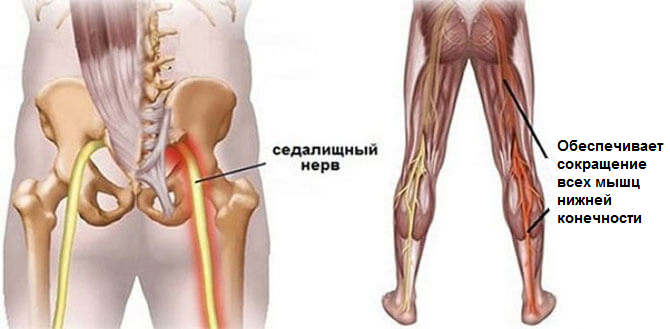 седалищный
нерв
Обеспечивает
сокращение
всех мышц
нижней
конечности